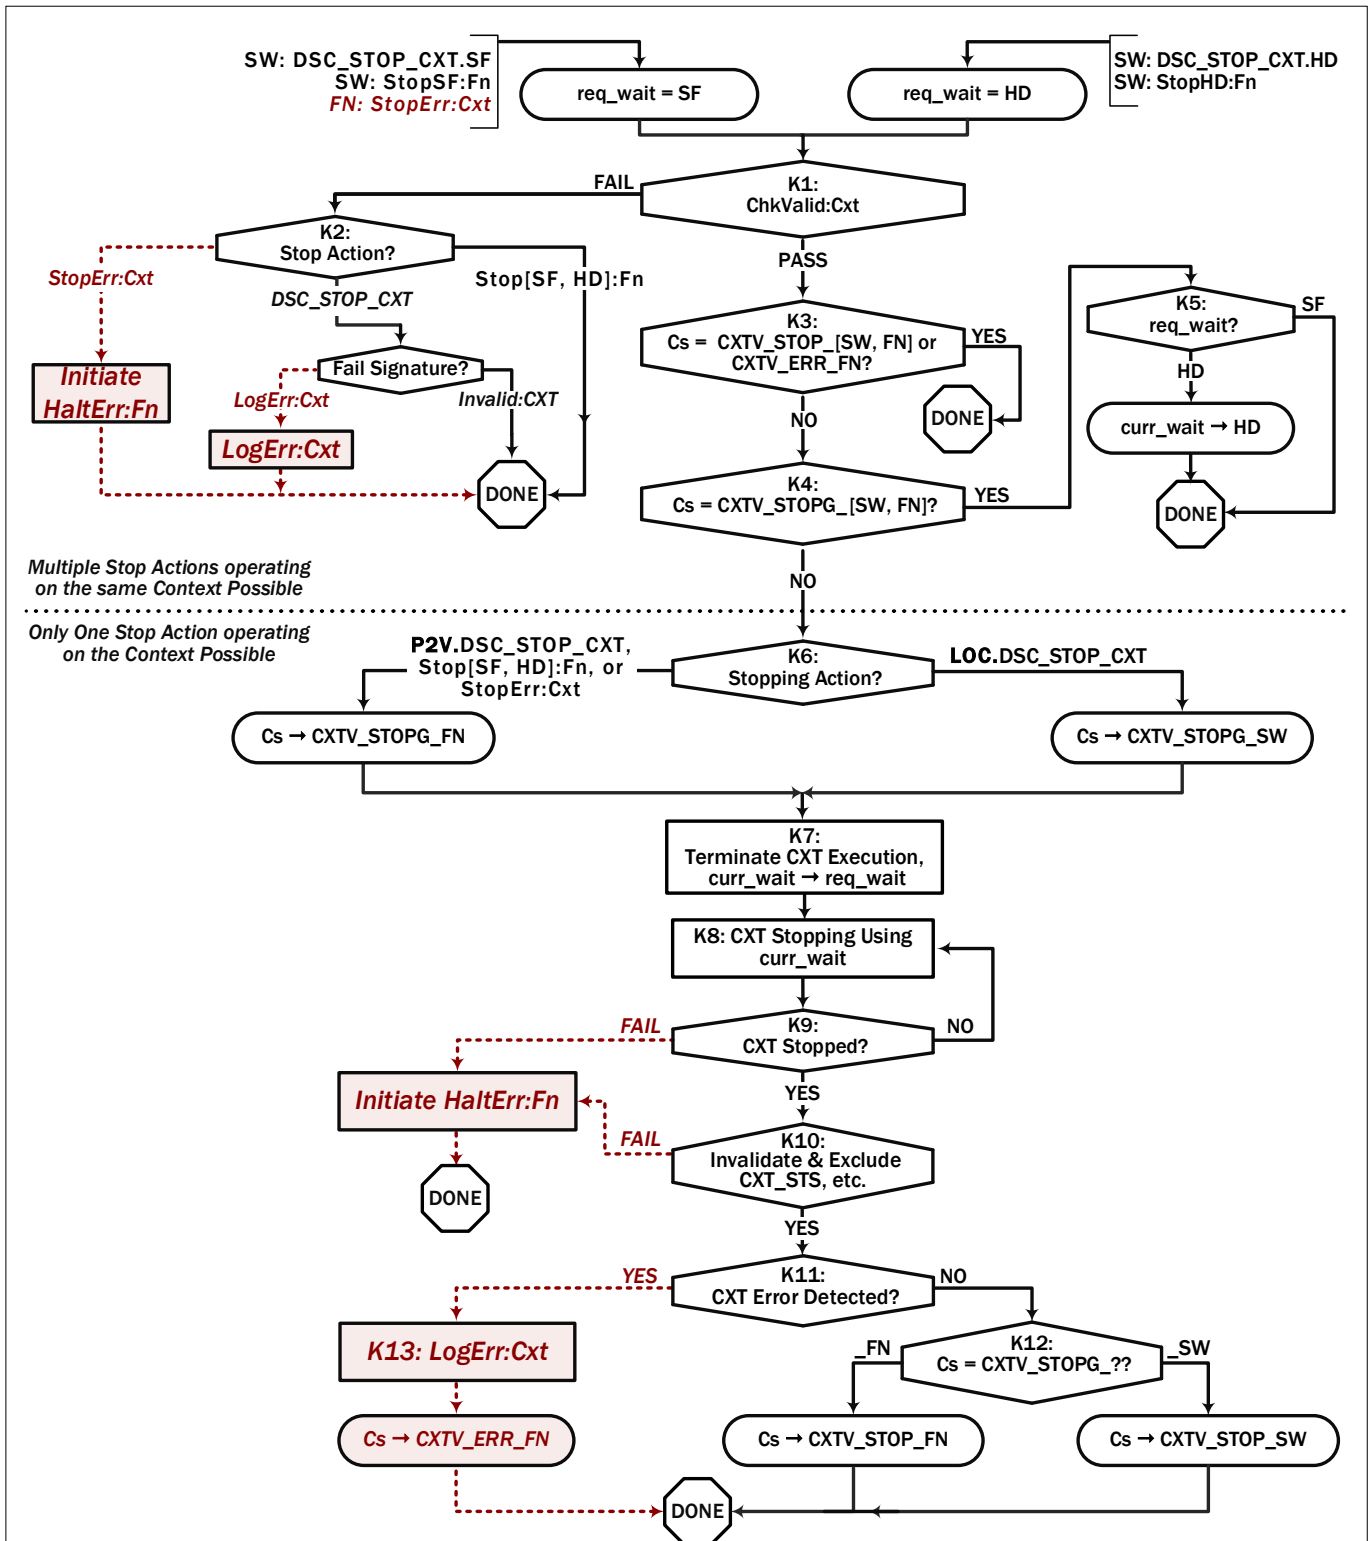 SW: DSC_STOP_CXT.SF
SW: StopSF:Fn
FN: StopErr:Cxt
req_wait = SF
req_wait = HD
SW: DSC_STOP_CXT.HD
SW: StopHD:Fn
K1:
ChkValid:Cxt
FAIL
PASS
K2:
Stop Action?
StopErr:Cxt
DSC_STOP_CXT
Stop[SF, HD]:Fn
Fail Signature?
LogErr:Cxt
Invalid:CXT
Initiate
HaltErr:Fn
LogErr:Cxt
DONE
K3:
Cs = CXTV_STOP_[SW, FN] or
CXTV_ERR_FN?
YES
DONE
NO
K4:
Cs = CXTV_STOPG_[SW, FN]?
YES
K5:
req_wait?
SF
HD
curr_wait → HD
DONE
NO
Multiple Stop Actions operating
on the same Context Possible
Only One Stop Action operating
on the Context Possible
P2V.DSC_STOP_CXT,
Stop[SF, HD]:Fn, or
StopErr:Cxt
K6:
Stopping Action?
LOC.DSC_STOP_CXT
Cs → CXTV_STOPG_FN
Cs → CXTV_STOPG_SW
K7:
Terminate CXT Execution,
curr_wait → req_wait
K8: CXT Stopping Using
curr_wait
K9:
CXT Stopped?
FAIL
NO
YES
Initiate HaltErr:Fn
FAIL
K10:
Invalidate & Exclude
CXT_STS, etc.
DONE
YES
K11:
CXT Error Detected?
YES
NO
K13: LogErr:Cxt
K12:
Cs = CXTV_STOPG_??
_FN
_SW
Cs → CXTV_ERR_FN
Cs → CXTV_STOP_FN
Cs → CXTV_STOP_SW
DONE